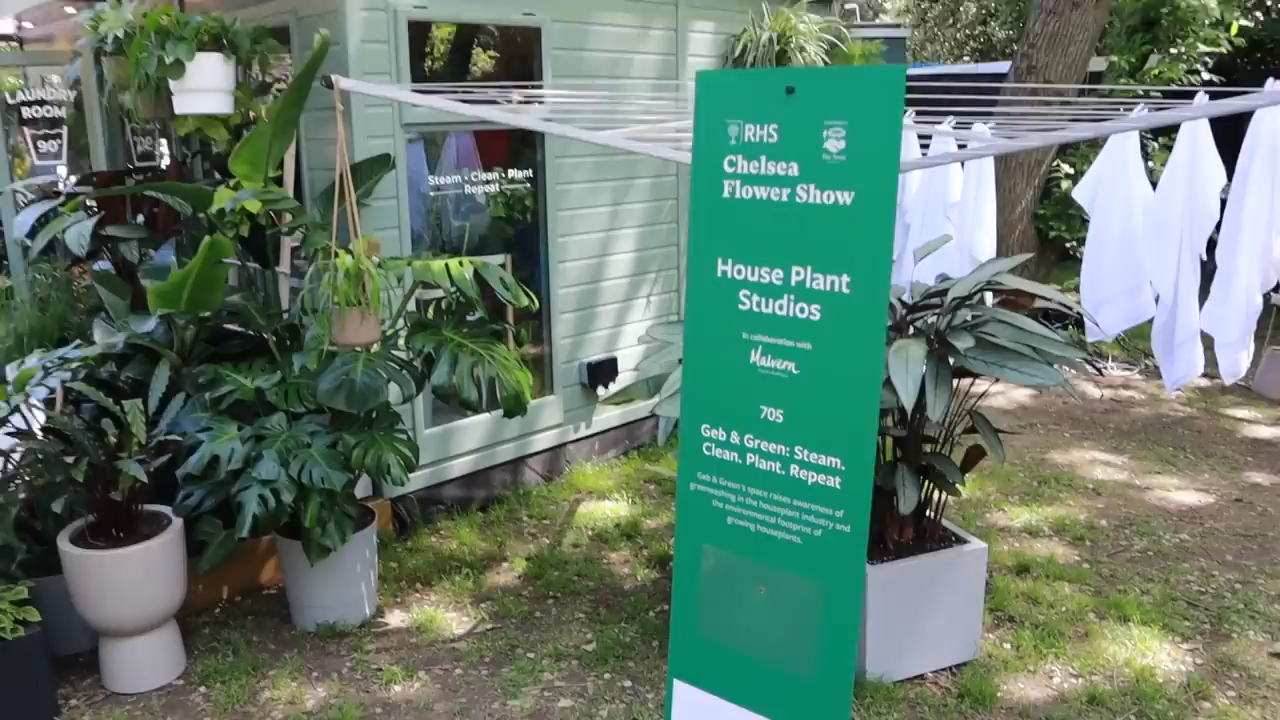 LAUNDRY
ROOM
90°
Steam • Clean • Plant
Repeat
RHS
Chelsea
Flower Show
House Plant
Studios
In collaboration with
Malvern
705
Geb & Green: Steam.
Clean. Plant. Repeat
Geb & Green's space raises awareness of
greenwashing in the houseplant industry and
the environmental footprint of
growing houseplants.